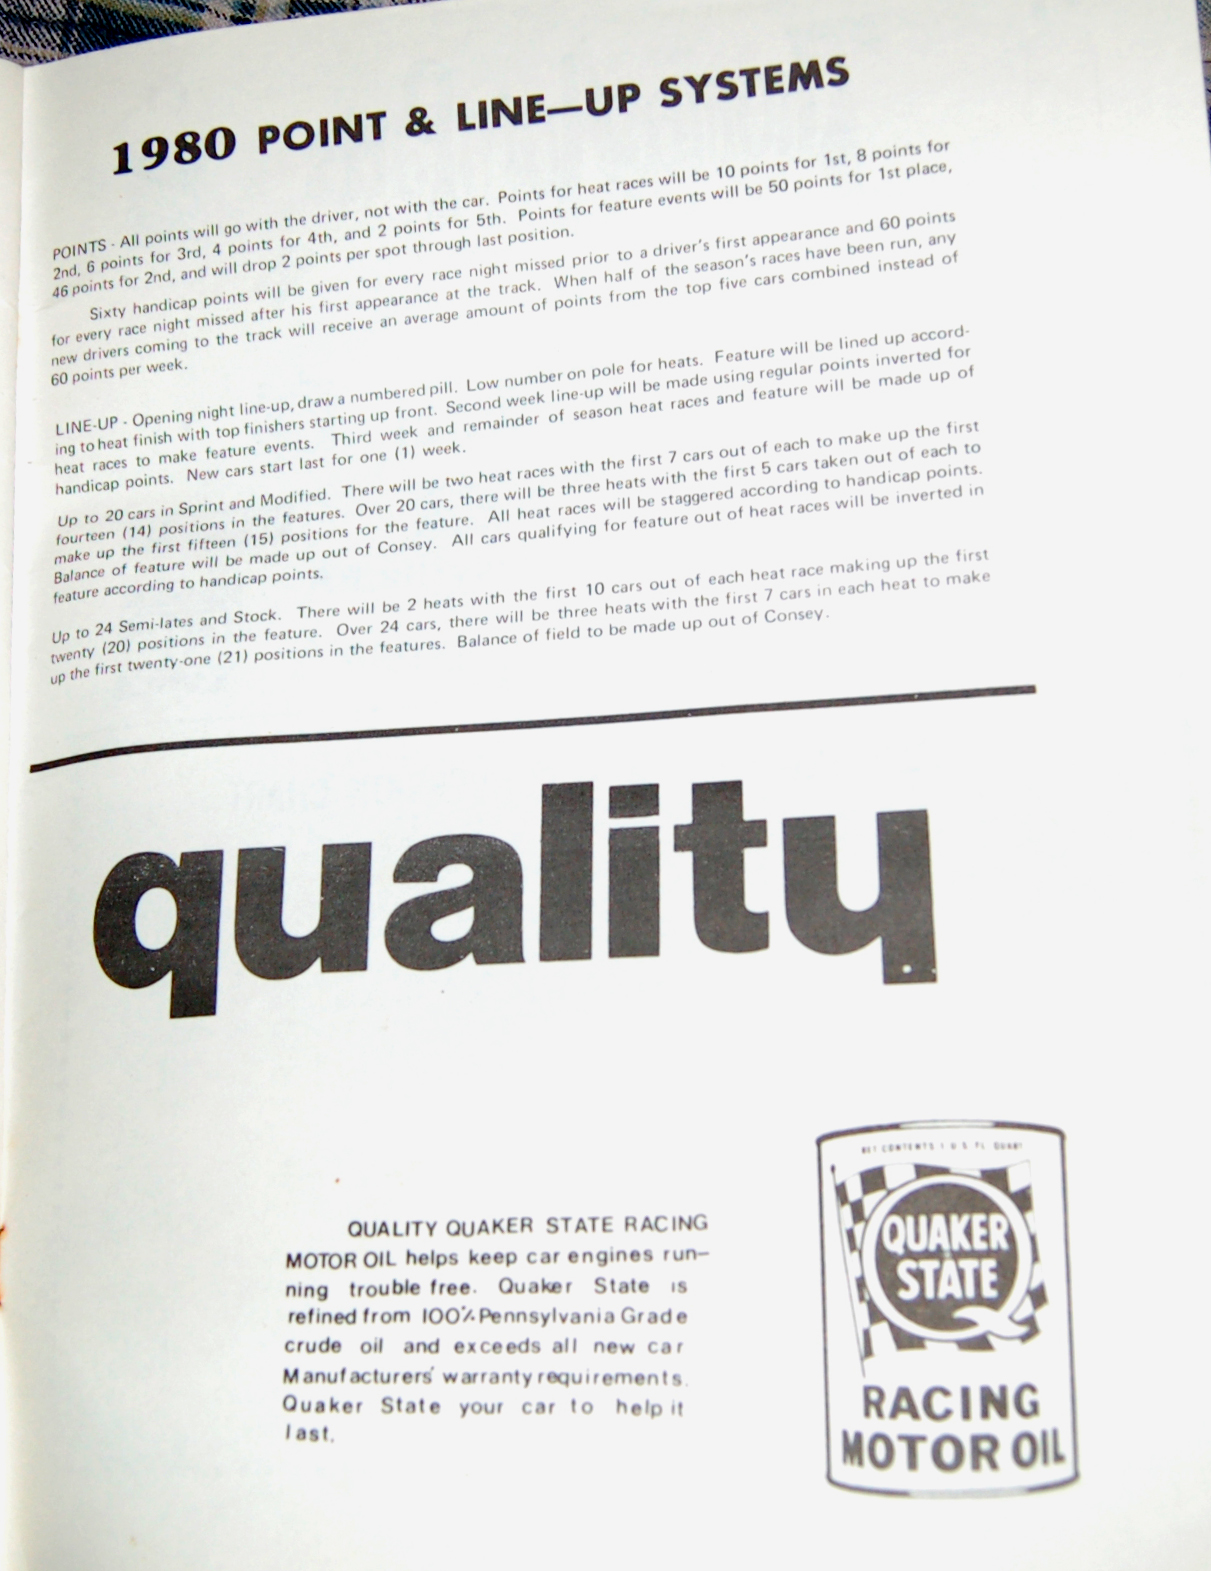 1980 POINT & LINE—UP SYSTEMS
POINTS - All points will go with the driver, not with the car. Points for heat races will be 10 points for 1st, 8 points for
2nd, 6 points for 3rd, 4 points for 4th, and 2 points for 5th. Points for feature events will be 50 points for 1st place,
46 points for 2nd, and will drop 2 points per spot through last position.
Sixty handicap points will be given for every race night missed prior to a driver's first appearance and 60 points
for every race night missed after his first appearance at the track. When half of the season's races have been run, any
new drivers coming to the track will receive an average amount of points from the top five cars combined instead of
60 points per week.
LINE-UP - Opening night line-up, draw a numbered pill. Low number on pole for heats. Feature will be lined up accord-
ing to heat finish with top finishers starting up front. Second week line-up will be made using regular points inverted for
heat races to make feature events. Third week and remainder of season heat races and feature will be made up of
handicap points. New cars start last for one (1) week.
Up to 20 cars in Sprint and Modified. There will be two heat races with the first 7 cars out of each to make up the first
fourteen (14) positions in the features. Over 20 cars, there will be three heats with the first 5 cars taken out of each to
make up the first fifteen (15) positions for the feature. All heat races will be staggered according to handicap points.
Balance of feature will be made up out of Consey. All cars qualifying for feature out of heat races will be inverted in
feature according to handicap points.
Up to 24 Semi-lates and Stock. There will be 2 heats with the first 10 cars out of each heat race making up the first
twenty (20) positions in the feature. Over 24 cars, there will be three heats with the first 7 cars in each heat to make
up the first twenty-one (21) positions in the features. Balance of field to be made up out of Consey.
quality
QUALITY QUAKER STATE RACING
MOTOR OIL helps keep car engines run—
ning trouble free. Quaker State is
refined from 100% Pennsylvania Grade
crude oil and exceeds all new car
Manufacturers' warranty requirements.
Quaker State your car to help it
last.
NET CONTENTS 1 U.S. FL. QUART
QUAKER
STATE
RACING
MOTOR OIL